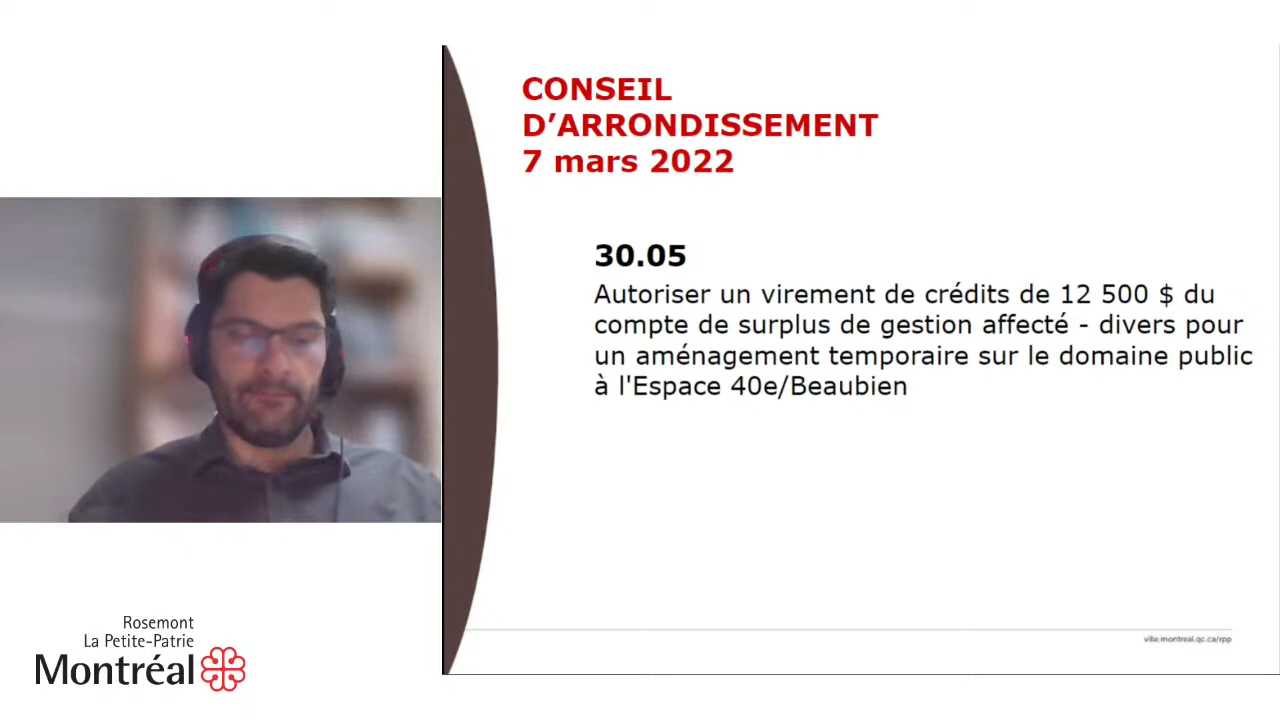 CONSEIL
D’ARRONDISSEMENT
7 mars 2022
30.05
Autoriser un virement de crédits de 12 500 $ du
compte de surplus de gestion affecté - divers pour
un aménagement temporaire sur le domaine public
à l'Espace 40e/Beaubien
ville.montreal.qc.ca/rpp
Rosemont
La Petite-Patrie
Montréal